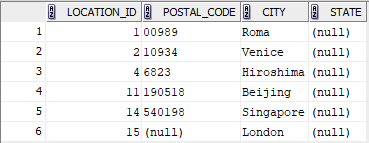 LOCATION_ID POSTAL_CODE CITY STATE
1 1 00989 Roma (null)
2 2 10934 Venice (null)
3 4 6823 Hiroshima (null)
4 11 190518 Beijing (null)
5 14 540198 Singapore (null)
6 15 (null) London (null)